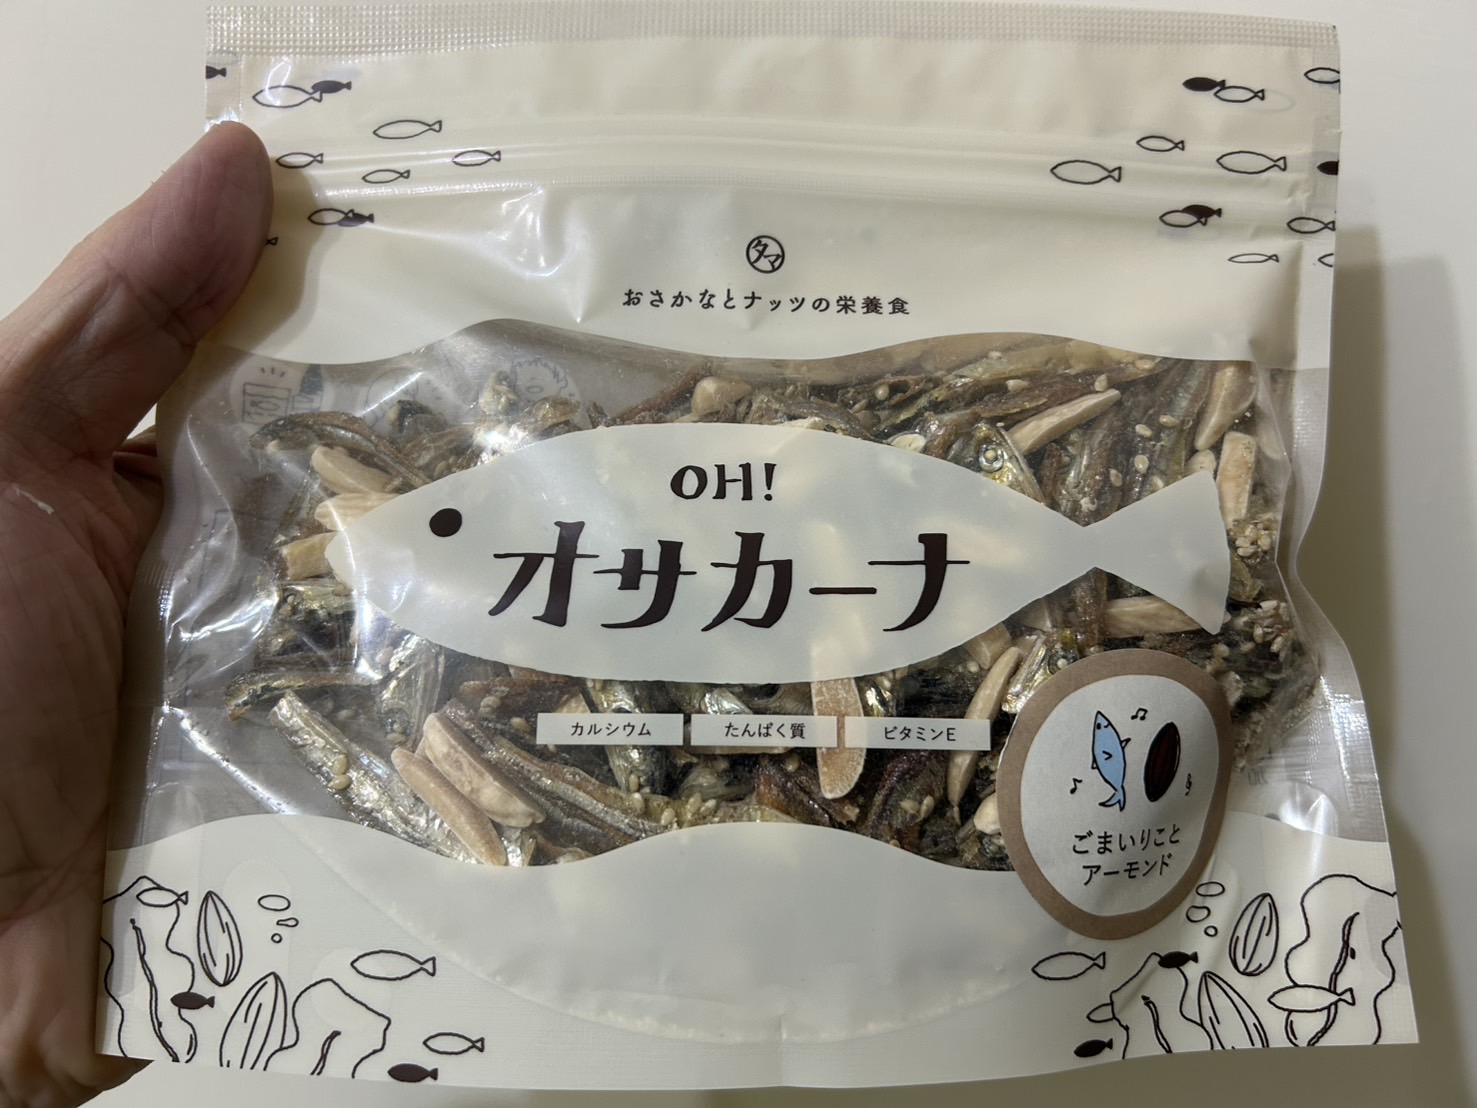 タマ
おさかなとナッツの栄養食
OH!
オサカーナ
カルシウム
たんぱく質
ビタミンE
ごまいりこと
アーモンド